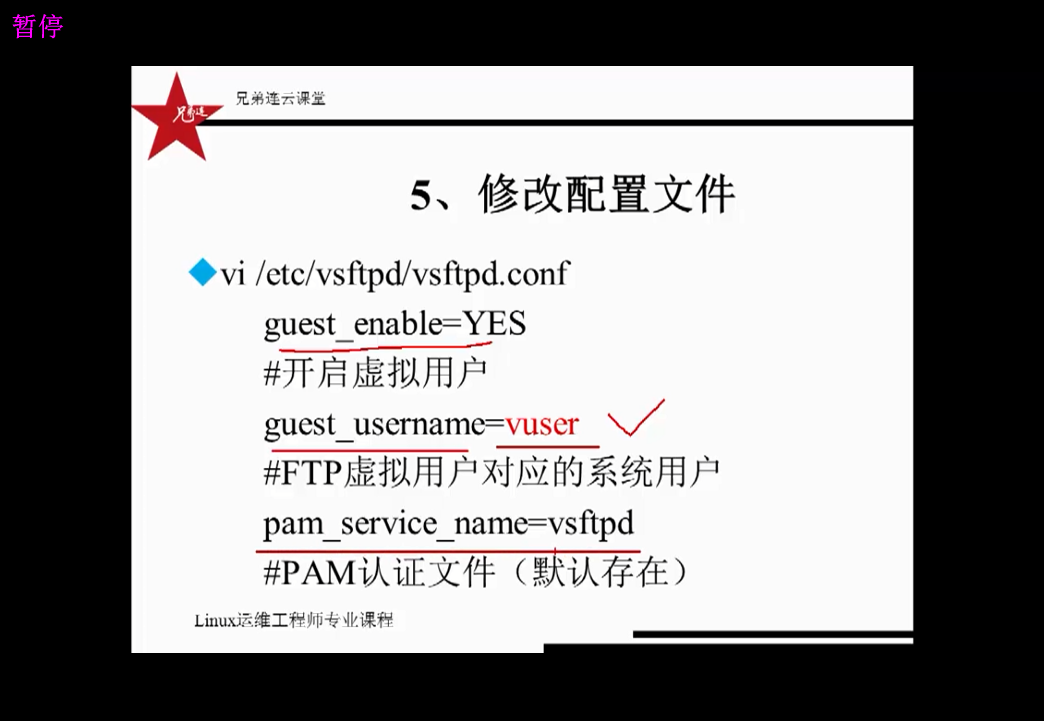 暂停
兄弟连
兄弟连云课堂
5、修改配置文件
vi /etc/vsftpd/vsftpd.conf
guest_enable=YES
#开启虚拟用户
guest_username=vuser
#FTP虚拟用户对应的系统用户
pam_service_name=vsftpd
#PAM认证文件（默认存在）
Linux运维工程师专业课程